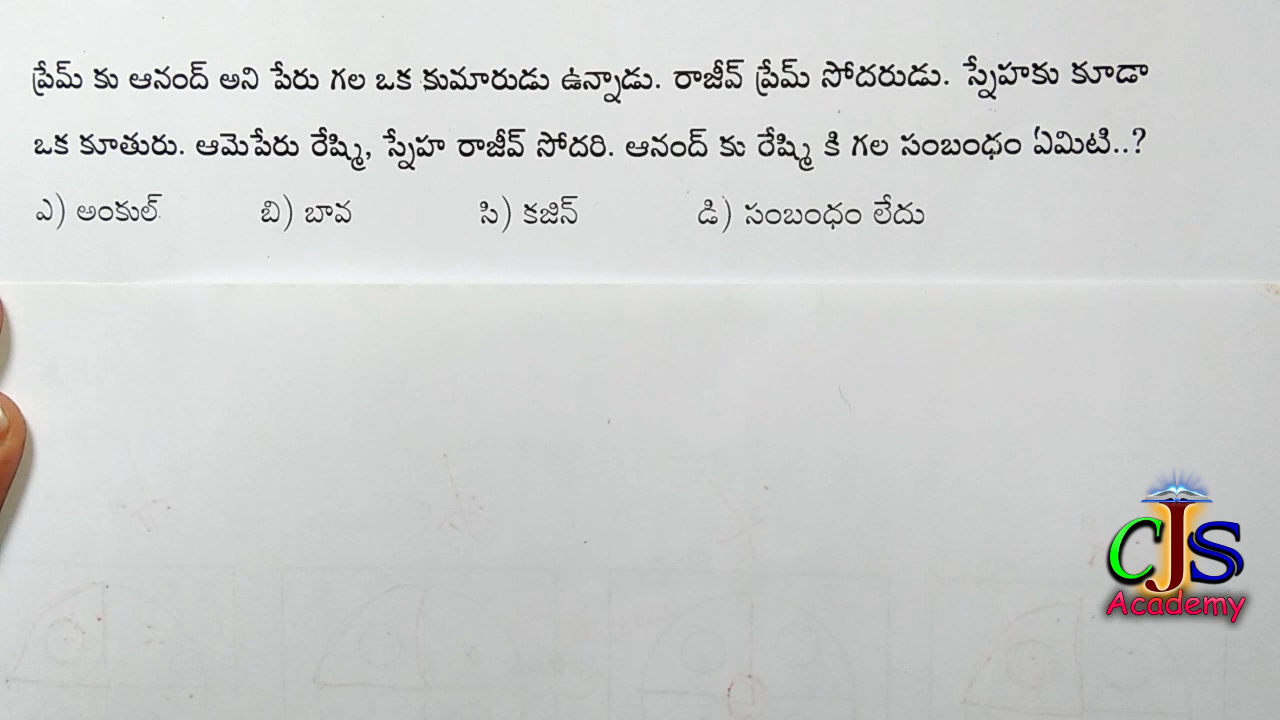 ప్రేమ్ కు ఆనంద్ అని పేరు గల ఒక కుమారుడు ఉన్నాడు. రాజీవ్ ప్రేమ్ సోదరుడు. స్నేహకు కూడా
ఒక కూతురు. ఆమెపేరు రేష్మి, స్నేహ రాజీవ్ సోదరి. ఆనంద్ కు రేష్మి కి గల సంబంధం ఏమిటి..?
ఎ) అంకుల్ బి) బావ సి) కజిన్ డి) సంబంధం లేదు
CJS
Academy